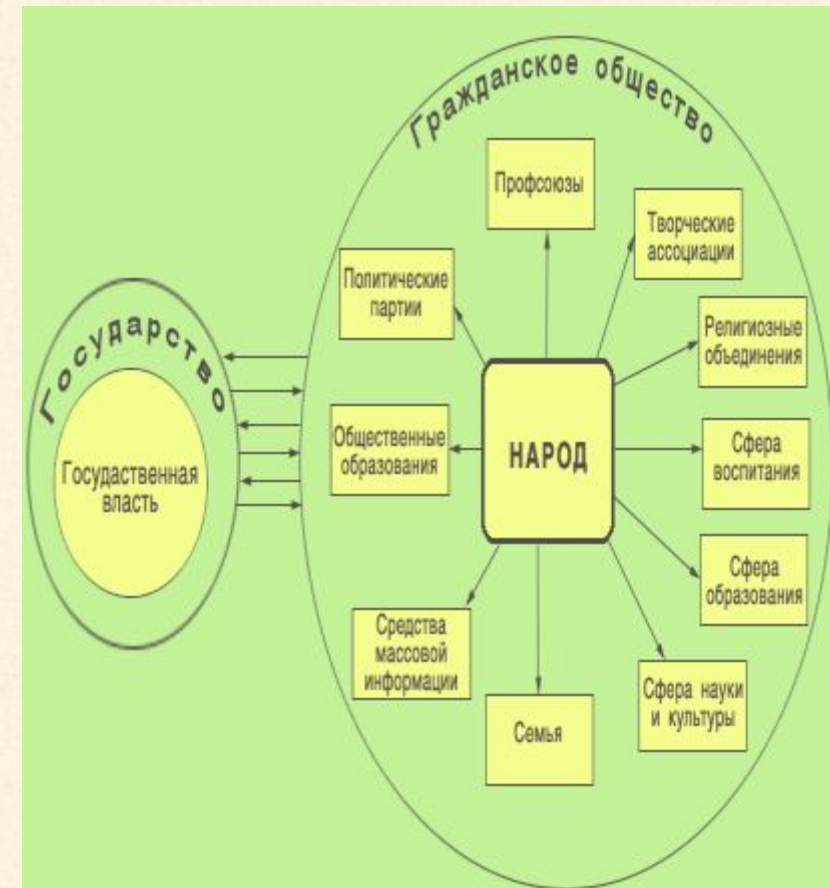 Гражданское общество
Профсоюзы
Творческие
ассоциации
Политические
партии
Религиозные
объединения
Государство
Госудаственная
власть
Общественные
образования
НАРОД
Сфера
воспитания
Сфера
образования
Средства
массовой
информации
Семья
Сфера науки
и культуры